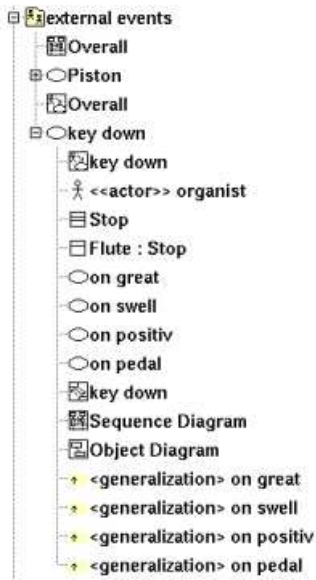 external events
Overall
Piston
Overall
key down
key down
<<actor>> organist
Stop
Flute : Stop
on great
on swell
on positiv
on pedal
key down
Sequence Diagram
Object Diagram
<generalization> on great
<generalization> on swell
<generalization> on positiv
<generalization> on pedal